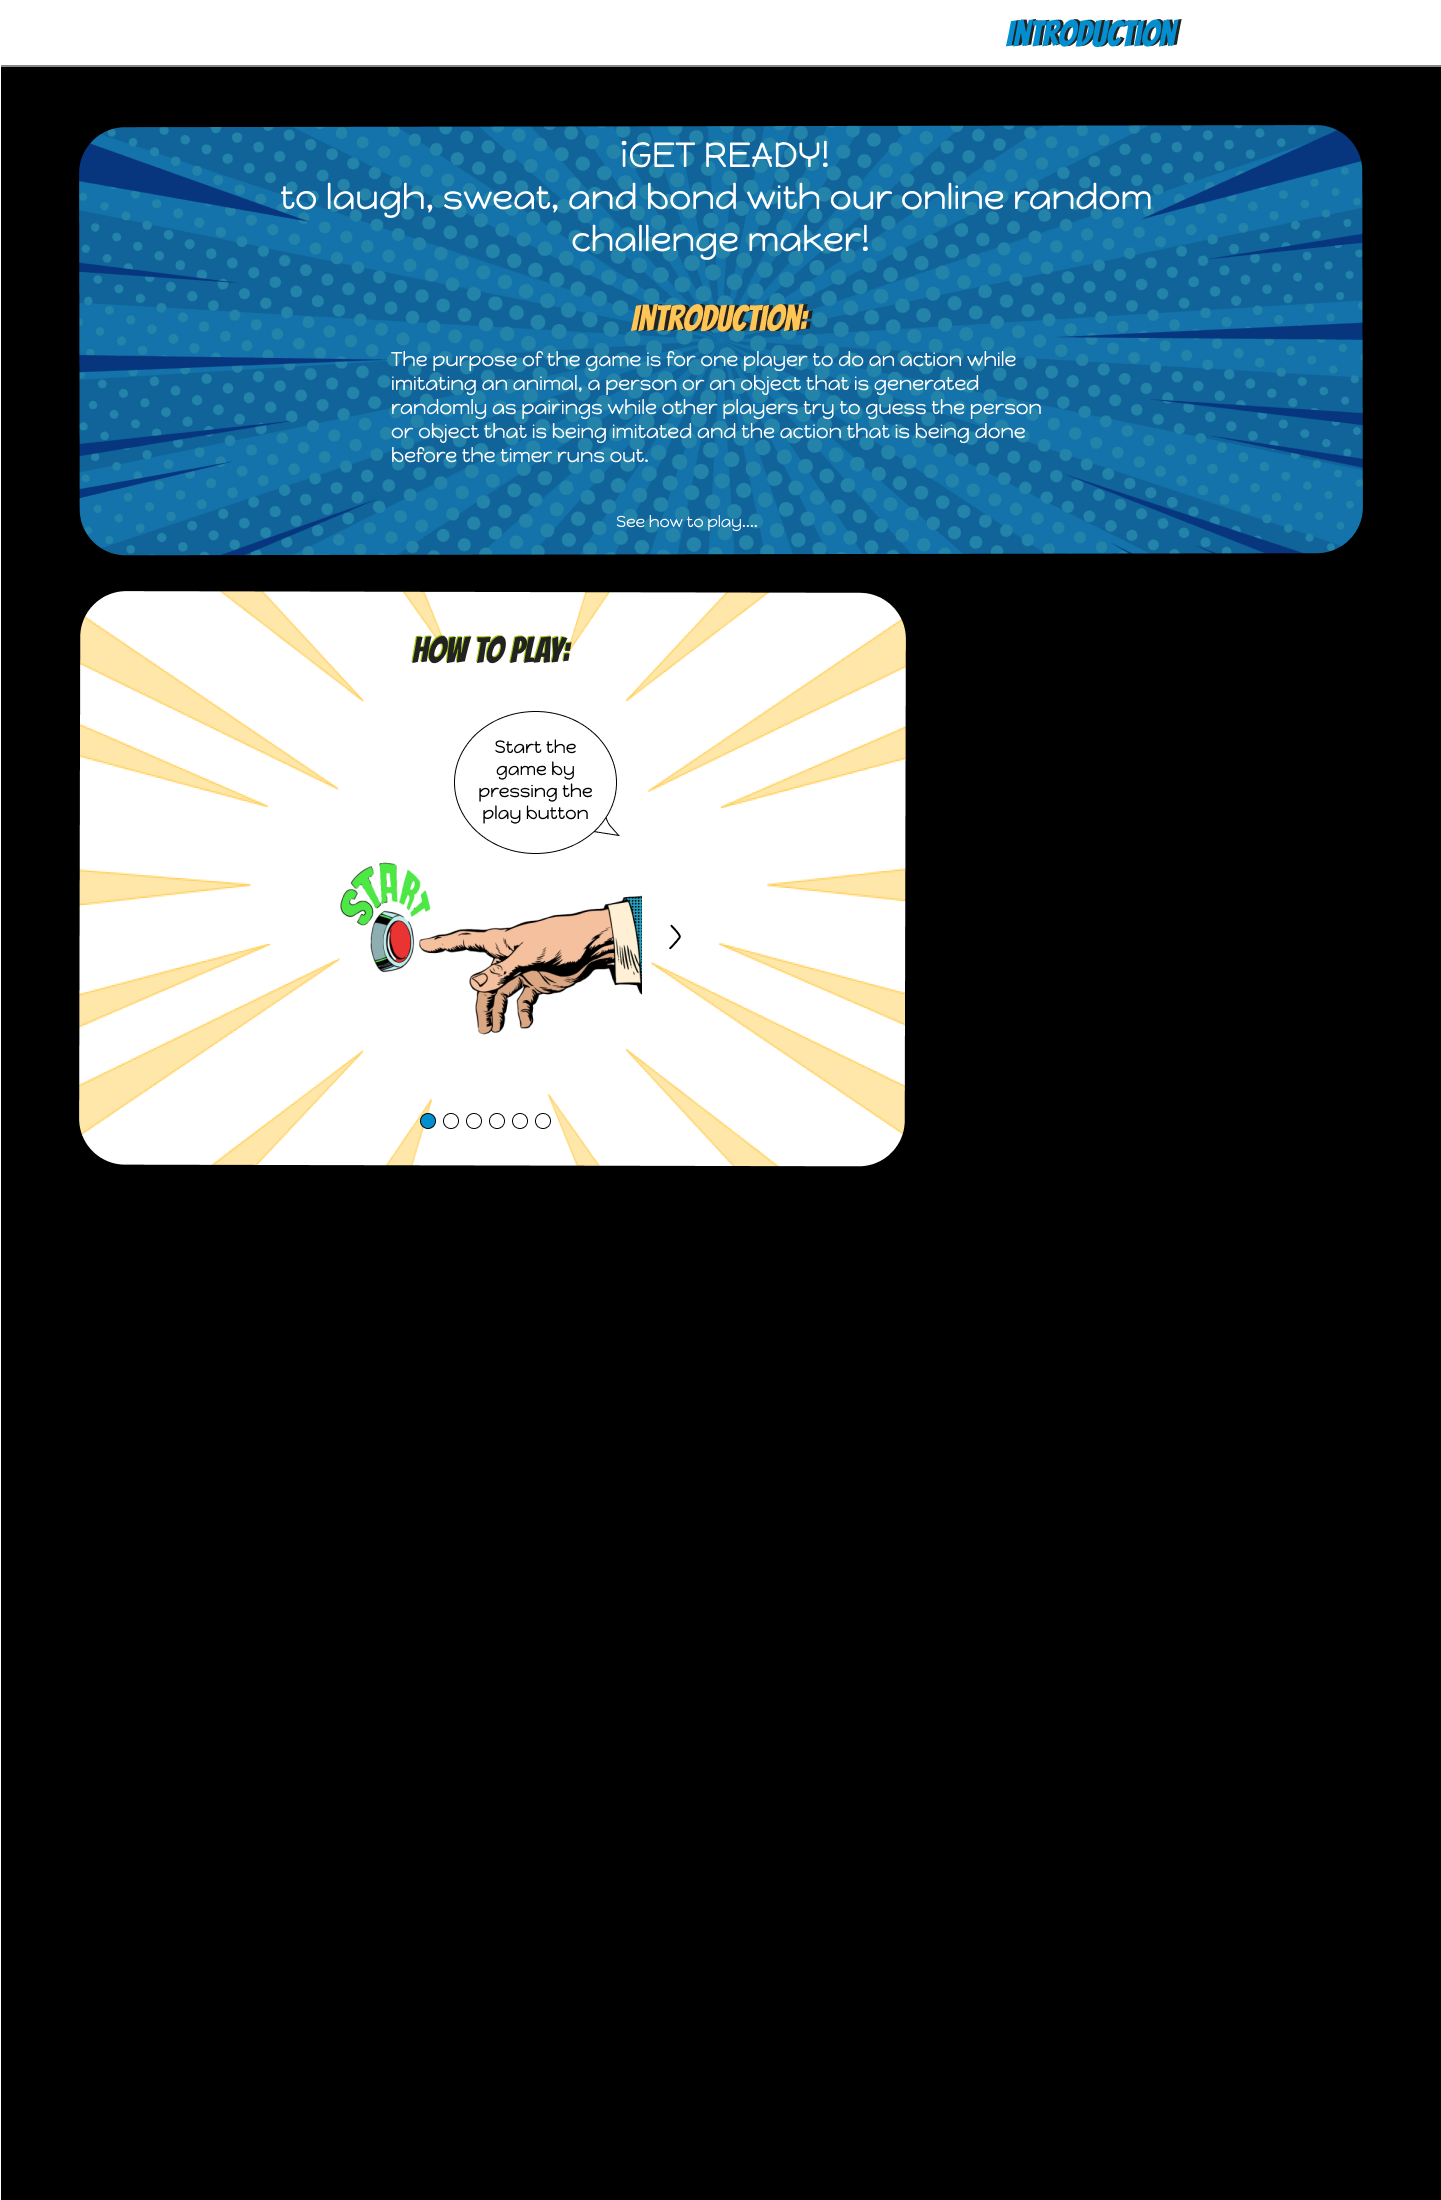 INTRODUCTION
¡GET READY!
to laugh, sweat, and bond with our online random
challenge maker!
INTRODUCTION:
The purpose of the game is for one player to do an action while
imitating an animal, a person or an object that is generated
randomly as pairings while other players try to guess the person
or object that is being imitated and the action that is being done
before the timer runs out.
See how to play....
HOW TO PLAY:
Start the
game by
pressing the
play button
START